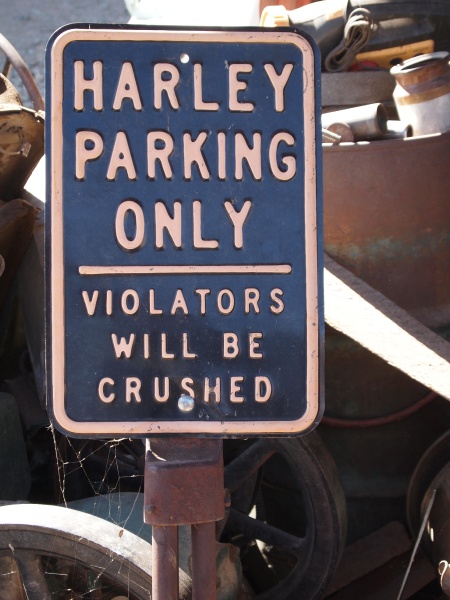 HARLEY
PARKING
ONLY
VIOLATORS
WILL BE
CRUSHED